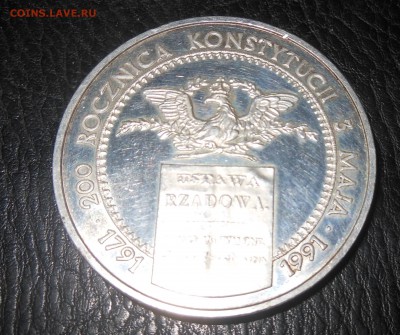 COINS.LAVE.RU
200 ROCZNICA KONSTYTUCJI 3 MAJA
1791 1991
USTAWA
RZĄDOWA.